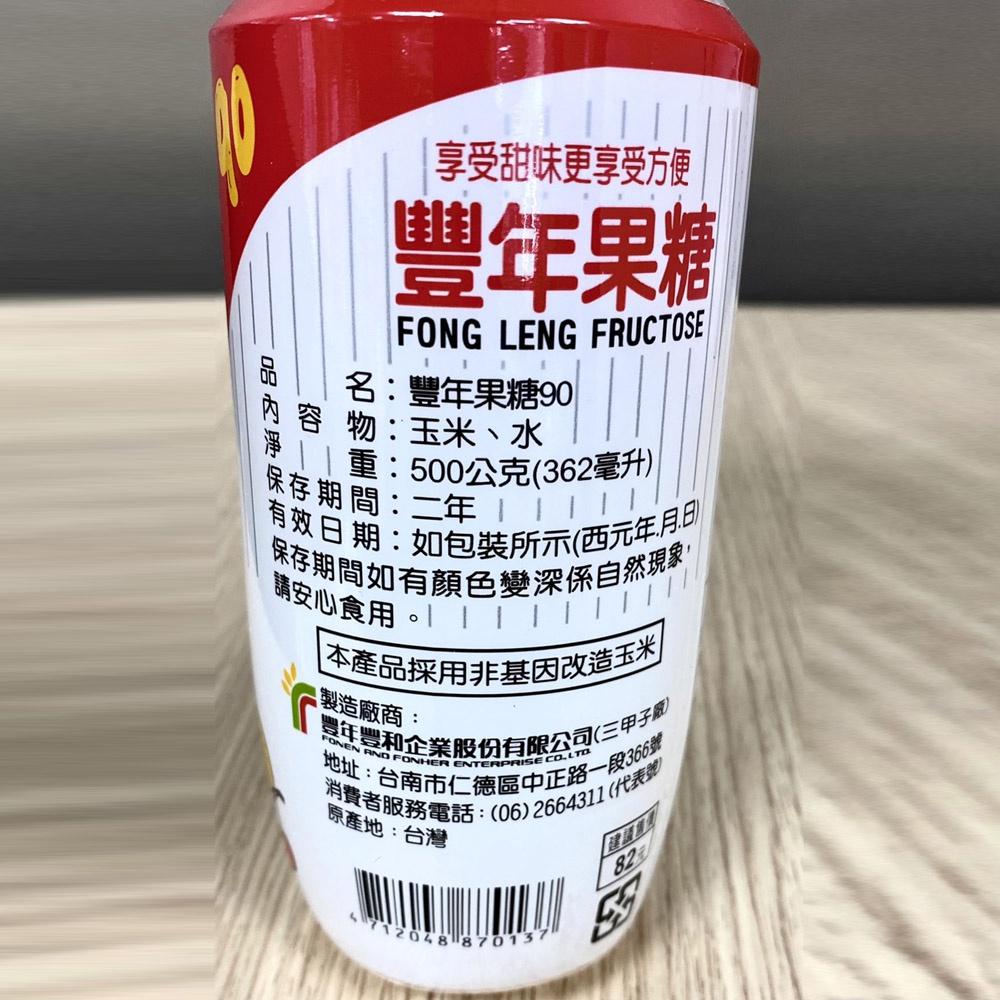 90
享受甜味更享受方便
豐年果糖
FONG LENG FRUCTOSE
品名：豐年果糖90
內容物：玉米、水
淨重：500公克(362毫升)
保存期間：二年
有效日期：如包裝所示(西元年.月.日)
保存期間如有顏色變深係自然現象，
請安心食用。
本產品採用非基因改造玉米
製造廠商：
豐年豐和企業股份有限公司(三甲子廠)
FONEN AND FONHER ENTERPRISE CO., LTD.
地址：台南市仁德區中正路一段366號
消費者服務電話：(06)2664311(代表號)
原產地：台灣
建議售價
82元
4 712048 870137